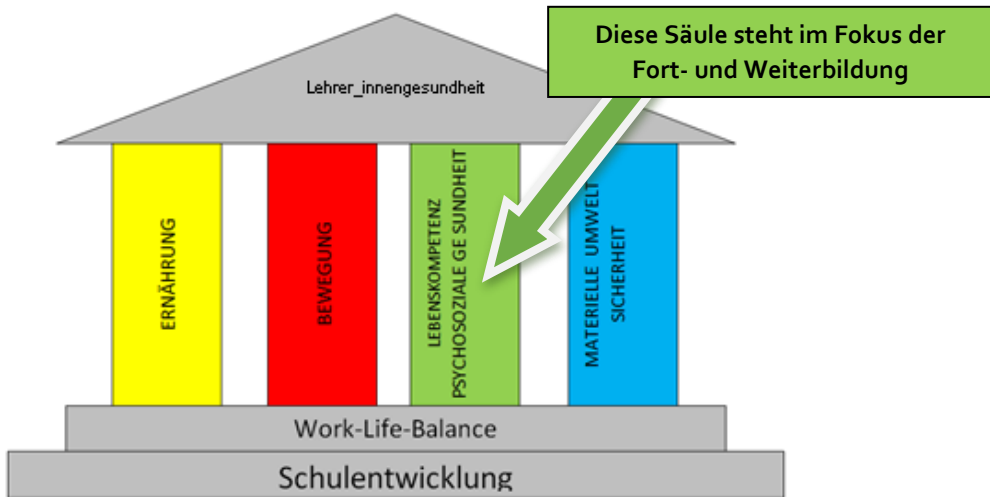 Diese Säule steht im Fokus der
Fort- und Weiterbildung
Lehrer_innengesundheit
ERNÄHRUNG
BEWEGUNG
LEBENSKOMPETENZ
PSYCHOSOZIALE GE SUNDHEIT
MATERIELLE UMWELT
SICHERHEIT
Work-Life-Balance
Schulentwicklung